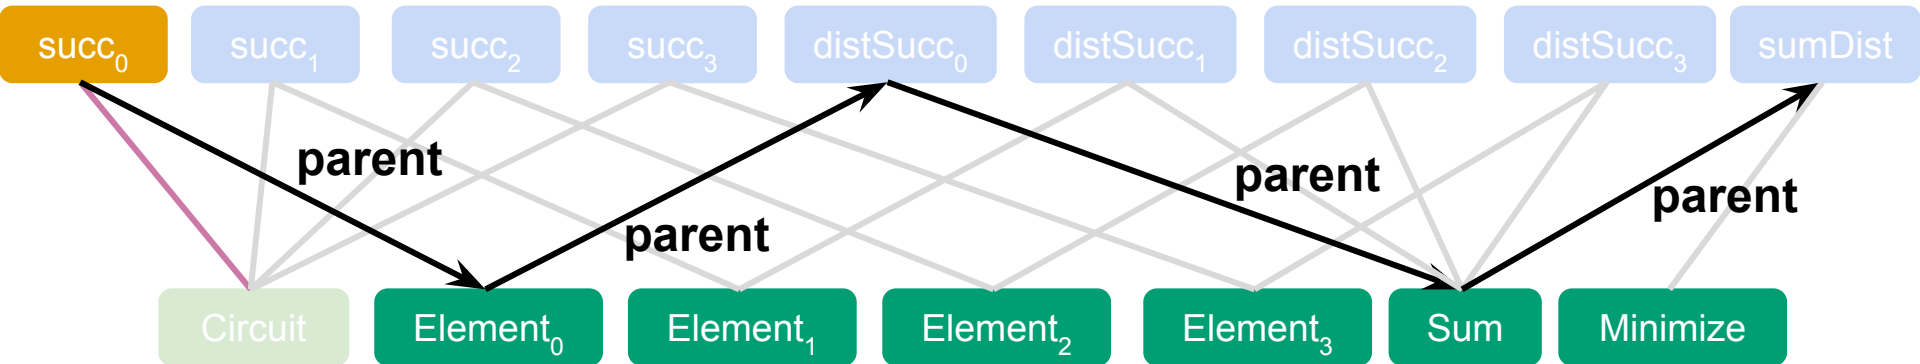 succ₀ succ₁ succ₂ succ₃ distSucc₀ distSucc₁ distSucc₂ distSucc₃ sumDist
parent
parent
parent
parent
Circuit Element₀ Element₁ Element₂ Element₃ Sum Minimize